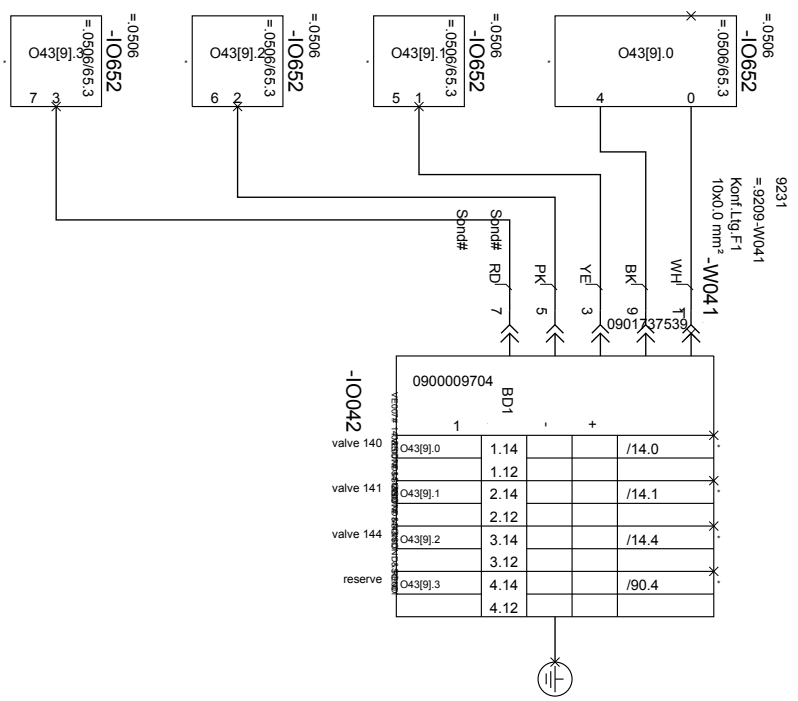 =.0506
-IO652
=.0506/65.3
O43[9].3
7 3
=.0506
-IO652
=.0506/65.3
O43[9].2
6 2
=.0506
-IO652
=.0506/65.3
O43[9].1
5 1
=.0506
-IO652
=.0506/65.3
O43[9].0
4 0
9231
=.9209-W041
Konf.Ltg.F1
10x0.0 mm²
-W041
Sond#
Sond#
RD
PK
YE
BK
WH
7
5
3
9
1
0901737539
-IO042
0900009704
BD1
1 - +
valve 140 O43[9].0 1.14 /14.0
1.12
valve 141 O43[9].1 2.14 /14.1
2.12
valve 144 O43[9].2 3.14 /14.4
3.12
reserve O43[9].3 4.14 /90.4
4.12